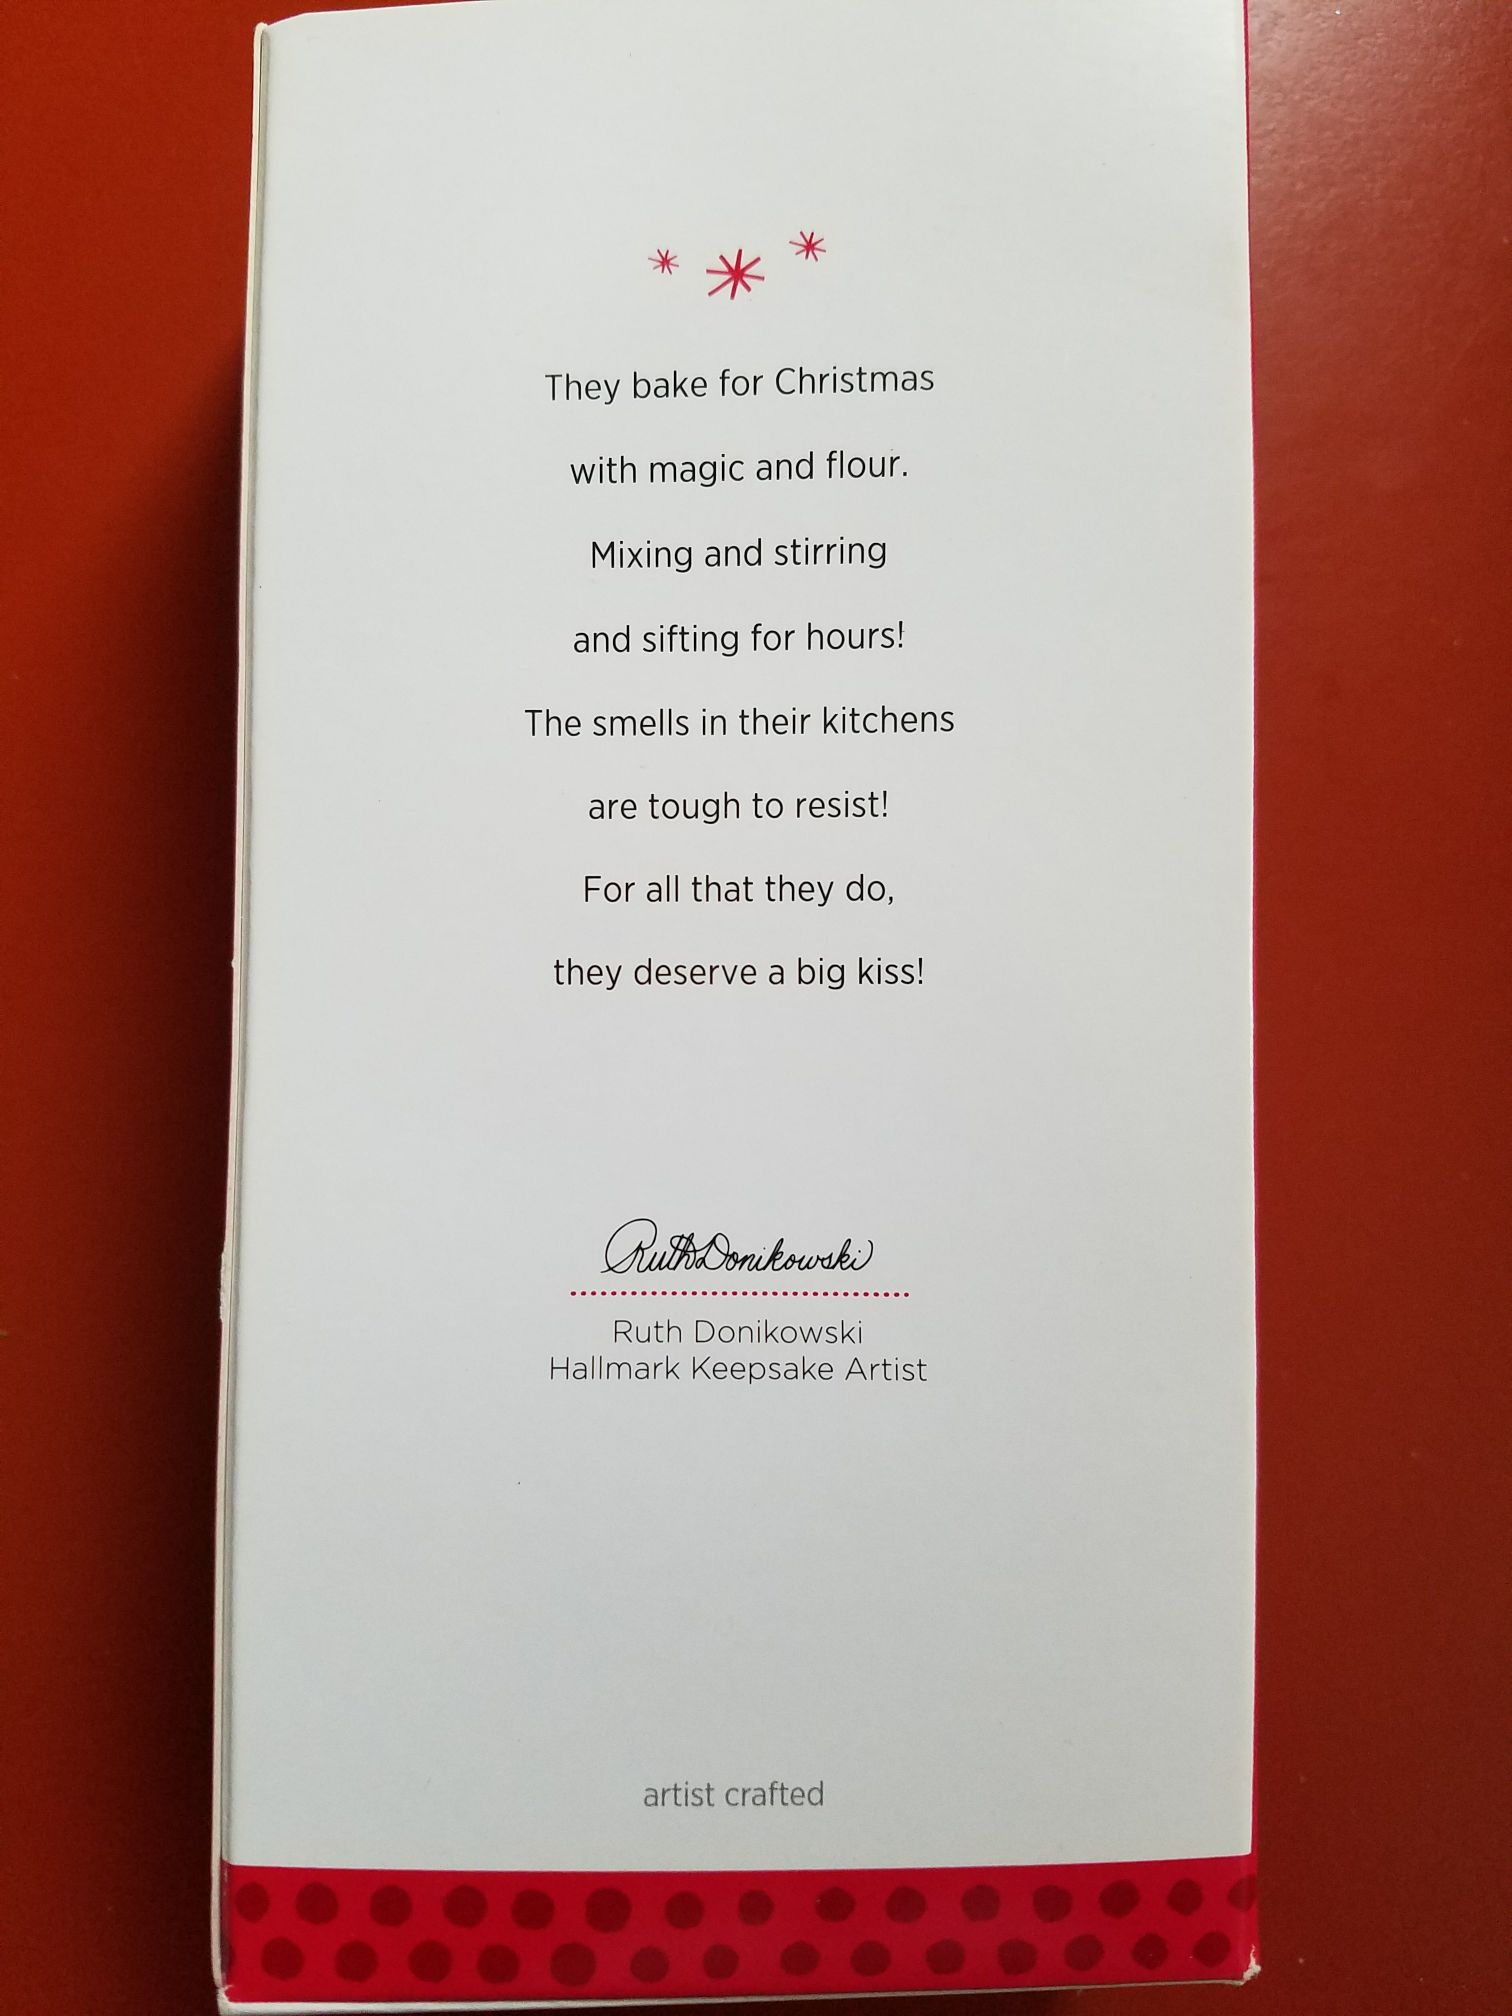 They bake for Christmas
with magic and flour.
Mixing and stirring
and sifting for hours!
The smells in their kitchens
are tough to resist!
For all that they do,
they deserve a big kiss!
Ruth Donikowski
Ruth Donikowski
Hallmark Keepsake Artist
artist crafted